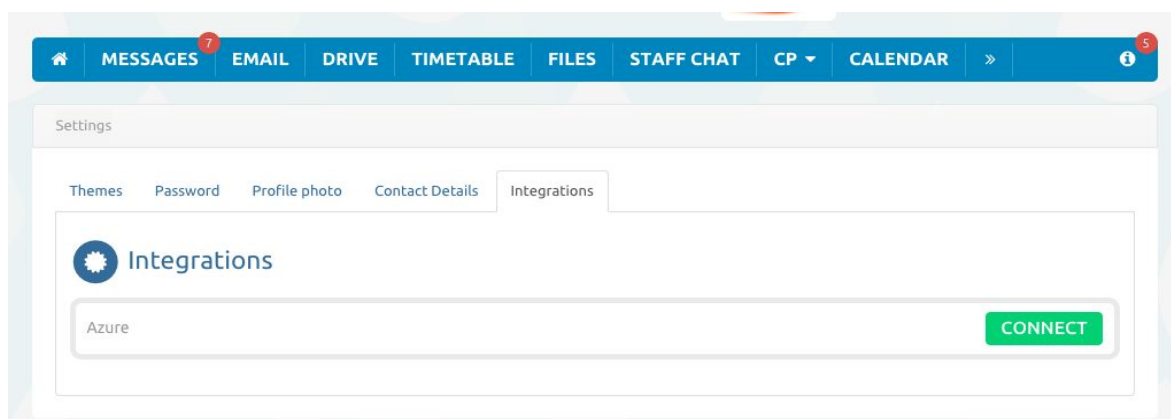 MESSAGES 7 EMAIL DRIVE TIMETABLE FILES STAFF CHAT CP CALENDAR » 5
Settings
Themes Password Profile photo Contact Details Integrations
Integrations
Azure CONNECT